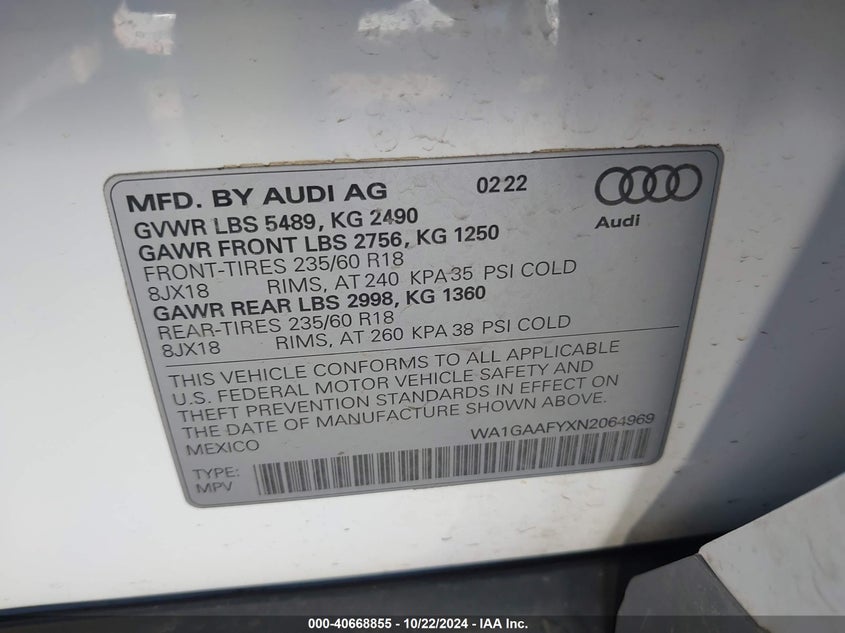 MFD. BY AUDI AG 02 22
Audi
GVWR LBS 5489, KG 2490
GAWR FRONT LBS 2756, KG 1250
FRONT-TIRES 235/60 R18
8JX18 RIMS, AT 240 KPA 35 PSI COLD
GAWR REAR LBS 2998, KG 1360
REAR-TIRES 235/60 R18
8JX18 RIMS, AT 260 KPA 38 PSI COLD
THIS VEHICLE CONFORMS TO ALL APPLICABLE
U.S. FEDERAL MOTOR VEHICLE SAFETY AND
THEFT PREVENTION STANDARDS IN EFFECT ON
THE DATE OF MANUFACTURE SHOWN ABOVE.
MEXICO WA1GAAFYXN2064969
TYPE:
MPV
000-40668855 - 10/22/2024 - IAA Inc.